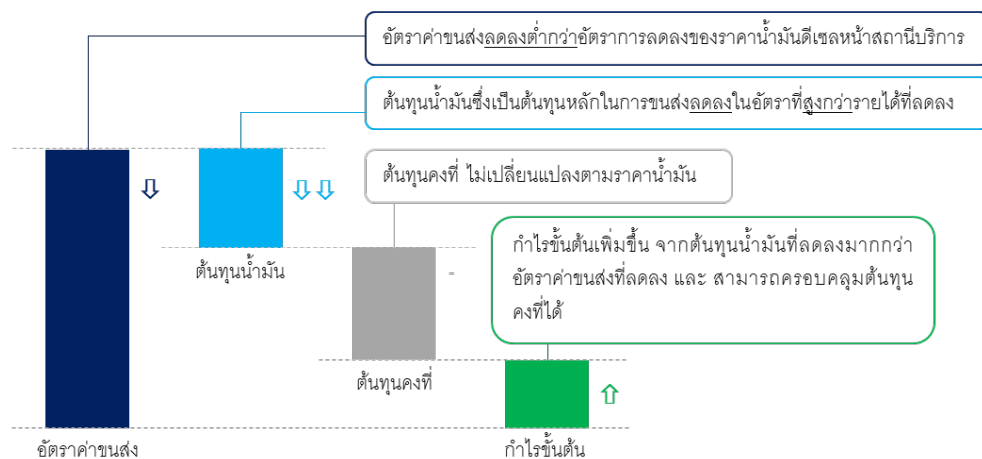 อัตราค่าขนส่งลดลงต่ำกว่าอัตราการลดลงของราคาน้ำมันดีเซลหน้าสถานีบริการ
ต้นทุนน้ำมันซึ่งเป็นต้นทุนหลักในการขนส่งลดลงในอัตราที่สูงกว่ารายได้ที่ลดลง
ต้นทุนคงที่ ไม่เปลี่ยนแปลงตามราคาน้ำมัน
กำไรขั้นต้นเพิ่มขึ้น จากต้นทุนน้ำมันที่ลดลงมากกว่า
อัตราค่าขนส่งที่ลดลง และ สามารถครอบคลุมต้นทุน
คงที่ได้
ต้นทุนน้ำมัน
-
ต้นทุนคงที่
อัตราค่าขนส่ง
กำไรขั้นต้น